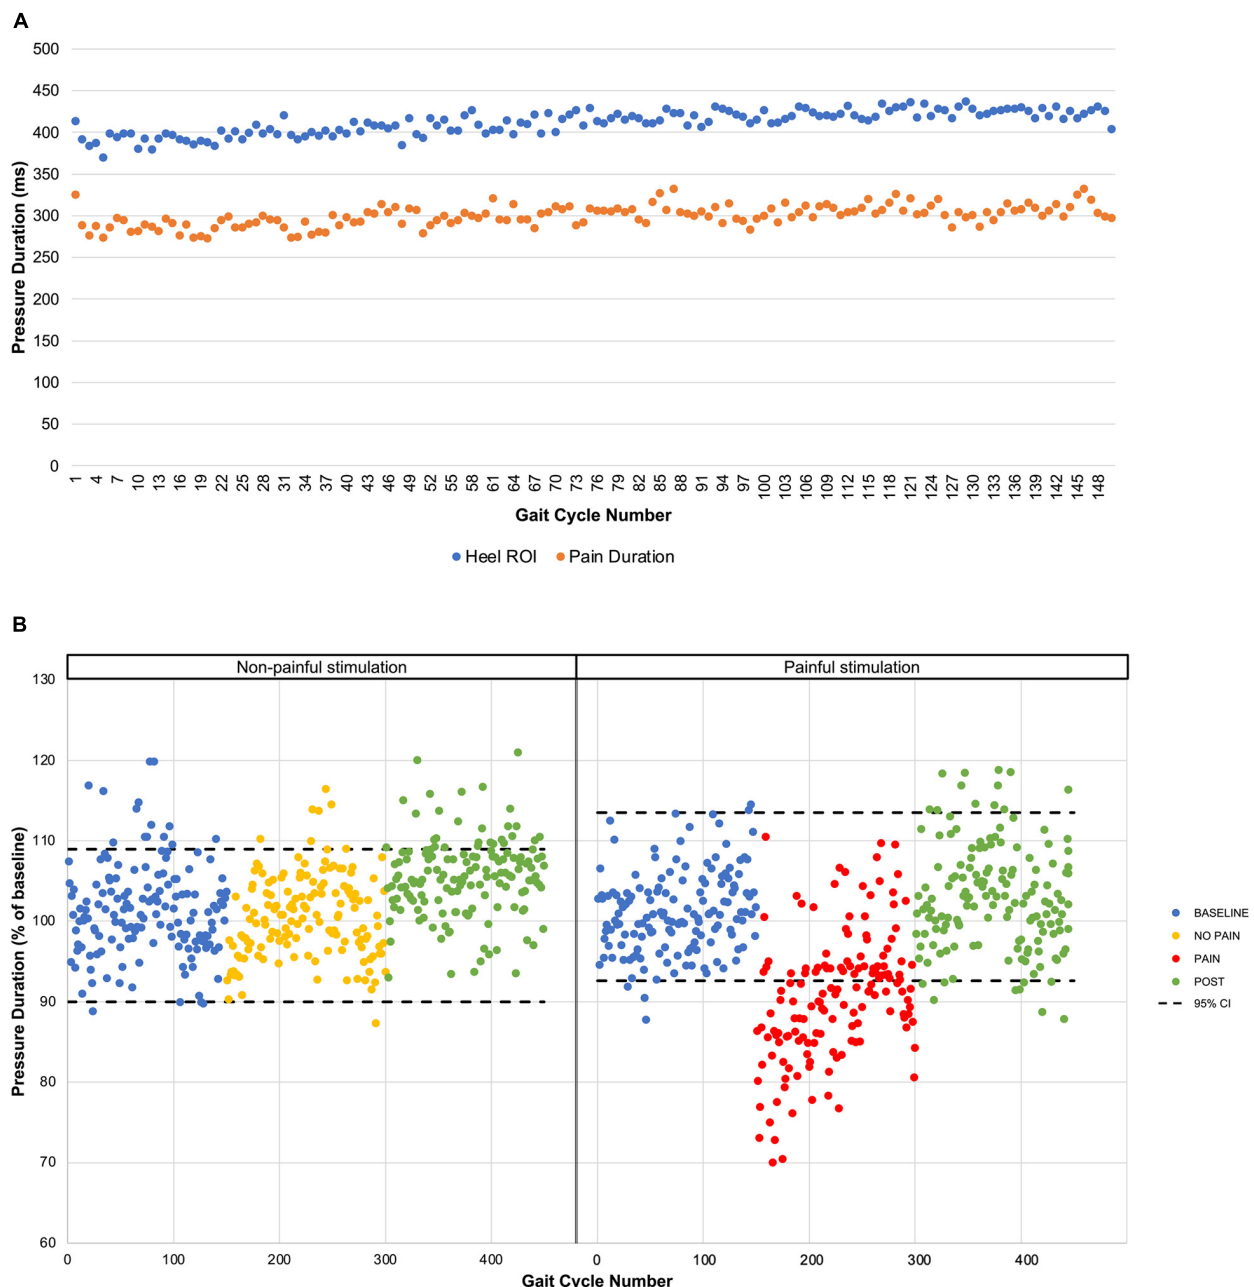 A
500
450
400
350
300
250
200
150
100
50
0
Pressure Duration (ms)
1 4 7 10 13 16 19 22 25 28 31 34 37 40 43 46 49 52 55 58 61 64 67 70 73 76 79 82 85 88 91 94 97 100 103 106 109 112 115 118 121 124 127 130 133 136 139 142 145 148
Gait Cycle Number
Heel ROI Pain Duration
B
Non-painful stimulation Painful stimulation
130
120
110
100
90
80
70
60
Pressure Duration (% of baseline)
BASELINE
NO PAIN
PAIN
POST
95% CI
0 100 200 300 400 0 100 200 300 400
Gait Cycle Number